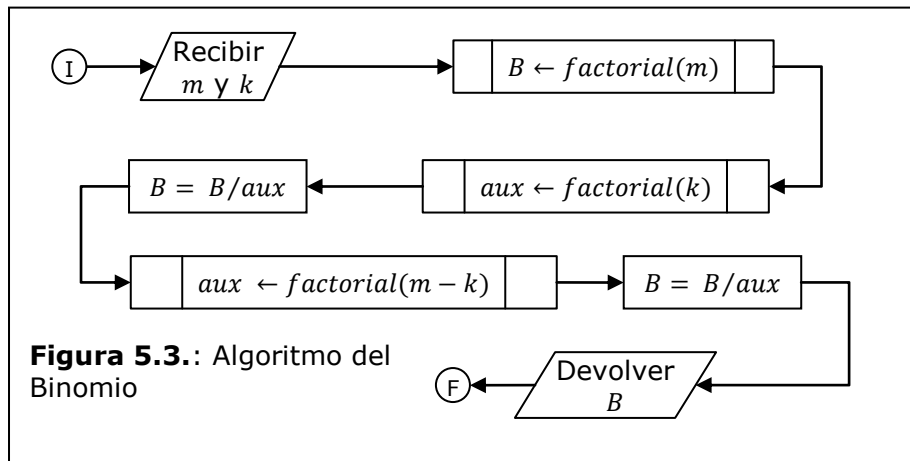 I
Recibir
m y k
B ← factorial(m)
aux ← factorial(k)
B = B/aux
aux ← factorial(m − k)
B = B/aux
Devolver
B
F
Figura 5.3.: Algoritmo del
Binomio